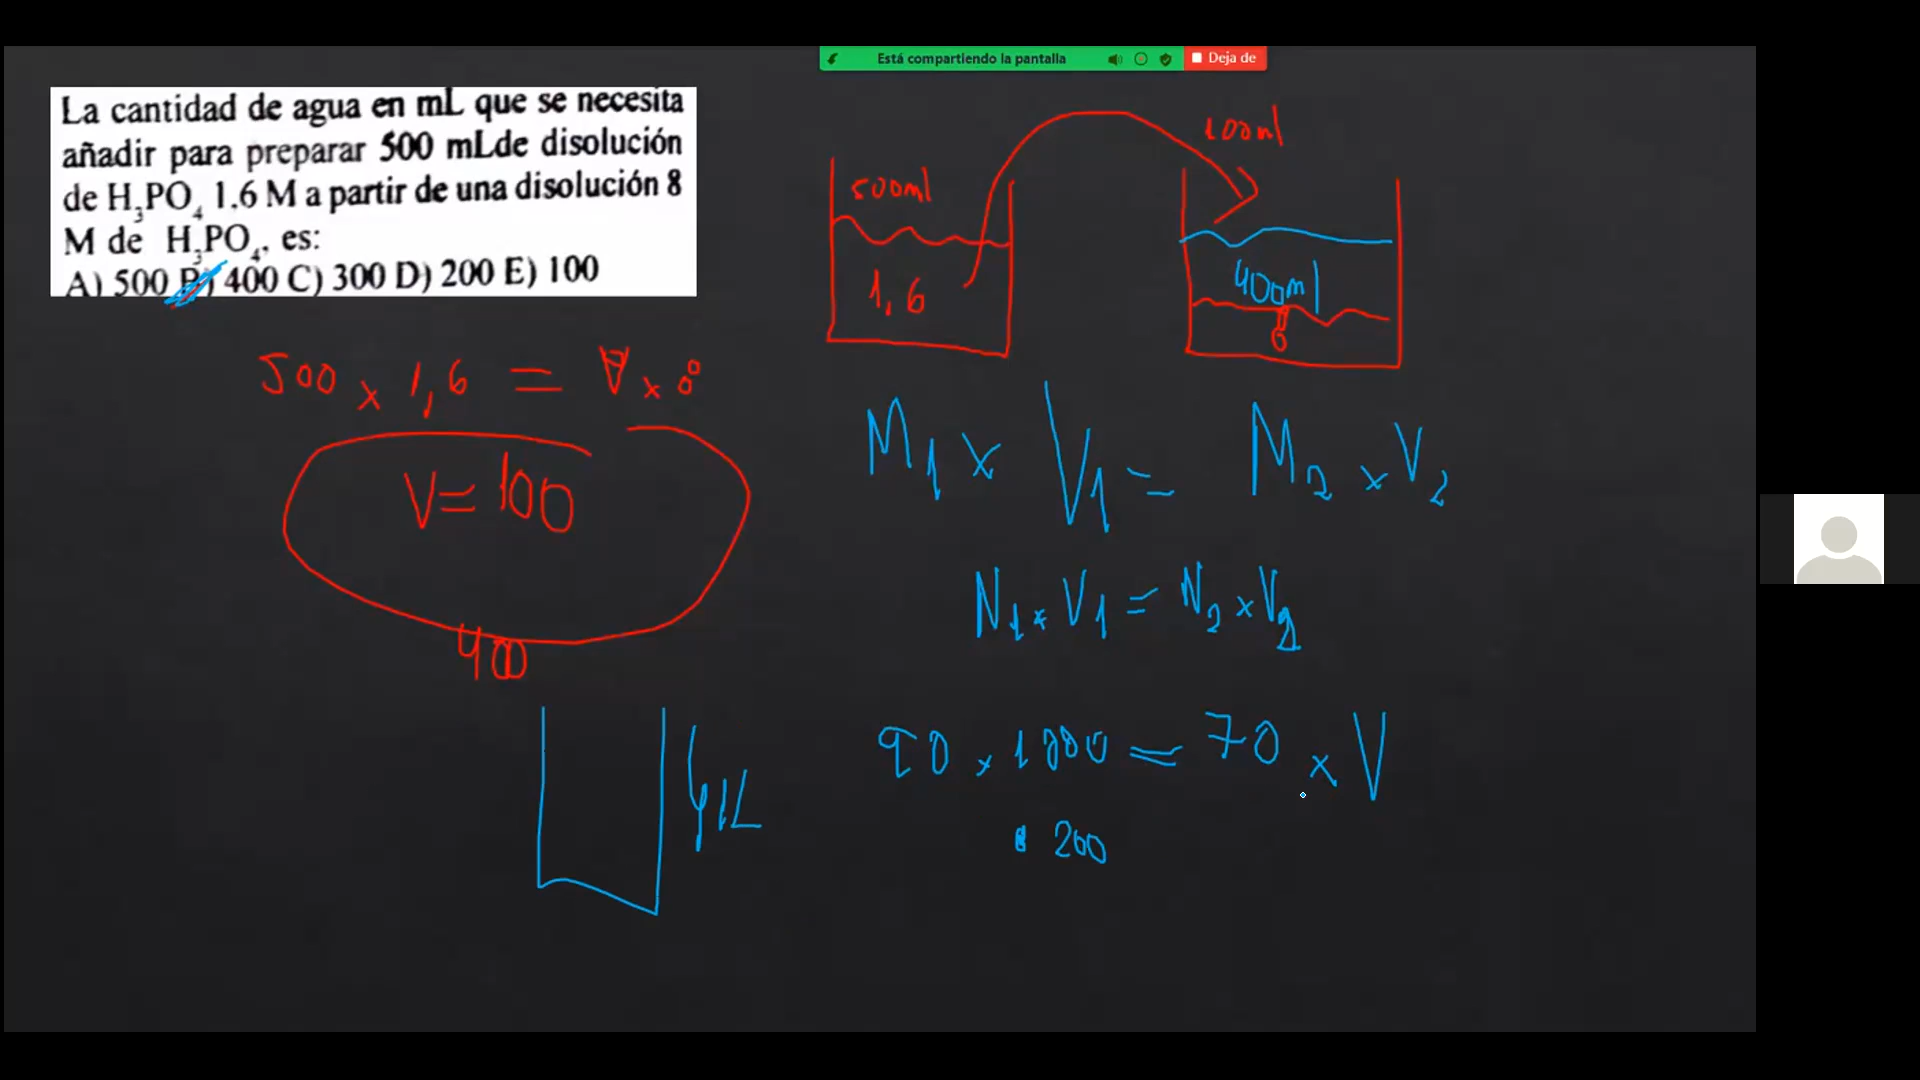 Está compartiendo la pantalla
Deja de
La cantidad de agua en mL que se necesita
añadir para preparar 500 mLde disolución
de H₃PO₄ 1.6 M a partir de una disolución 8
M de H₃PO₄, es:
A) 500 B) 400 C) 300 D) 200 E) 100
100ml
500ml
1,6
400ml
8
500 x 1,6 = V x 8
V = 100
400
M1 x V1 = M2 x V2
N1 x V1 = N2 x V2
90 x 1000 = 70 x V
200